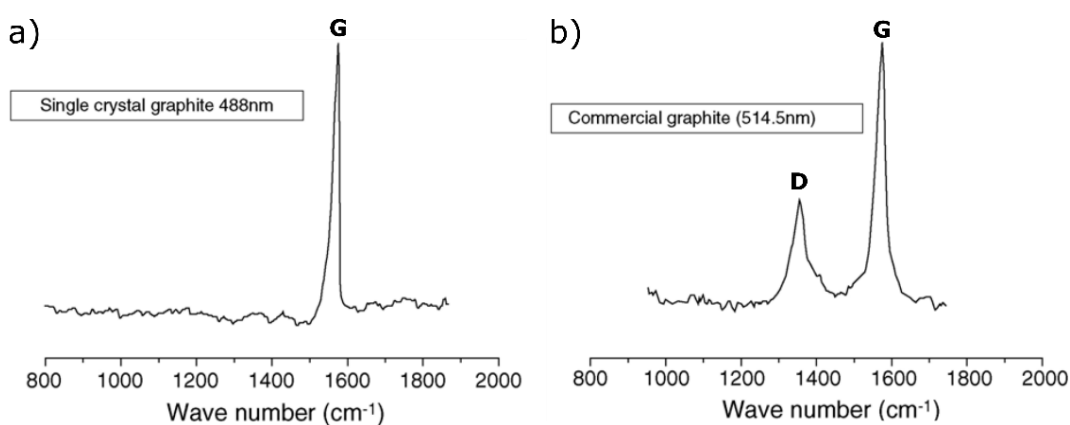 a)
G
Single crystal graphite 488nm
800 1000 1200 1400 1600 1800 2000
Wave number (cm⁻¹)
b)
G
Commercial graphite (514.5nm)
D
800 1000 1200 1400 1600 1800 2000
Wave number (cm⁻¹)